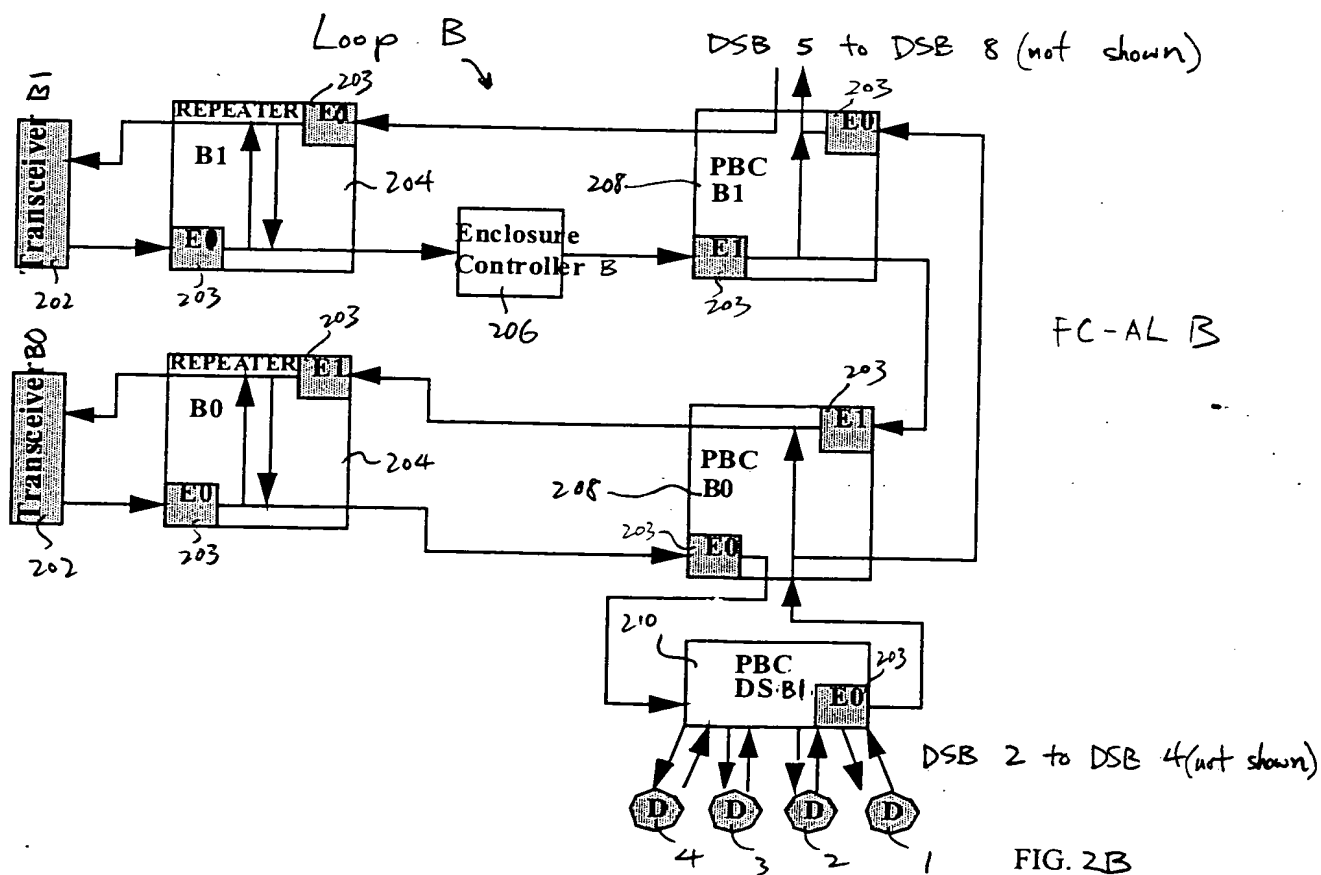 Loop B
DSB 5 to DSB 8 (not shown)
Transceiver B1
202
REPEATER
203
B1
204
E0
203
Enclosure
Controller B
206
203
E0
PBC
B1
208
E1
203
FC-AL B
Transceiver B0
202
REPEATER
203
E1
B0
204
E0
203
203
E1
PBC
B0
208
203
E0
210
PBC
DS B1
203
E0
DSB 2 to DSB 4 (not shown)
D
D
D
D
4
3
2
1
FIG. 2B